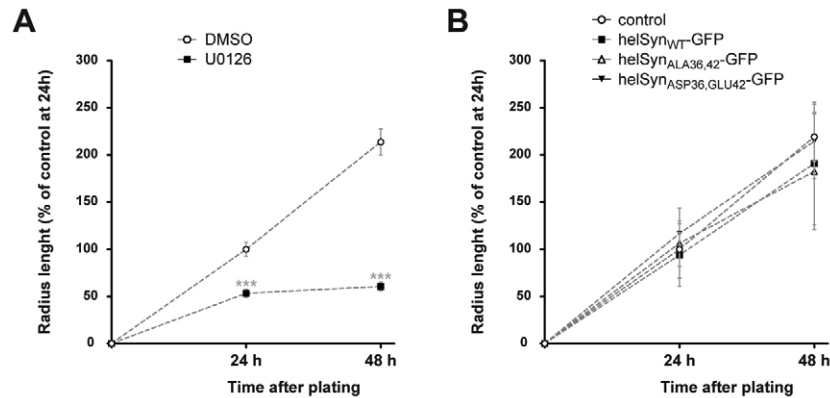 A
DMSO
U0126
300
250
200
150
100
50
0
Radius lenght (% of control at 24h)
***
***
24 h
48 h
Time after plating
B
control
helSynWT-GFP
helSynALA36,42-GFP
helSynASP36,GLU42-GFP
300
250
200
150
100
50
0
Radius lenght (% of control at 24h)
24 h
48 h
Time after plating